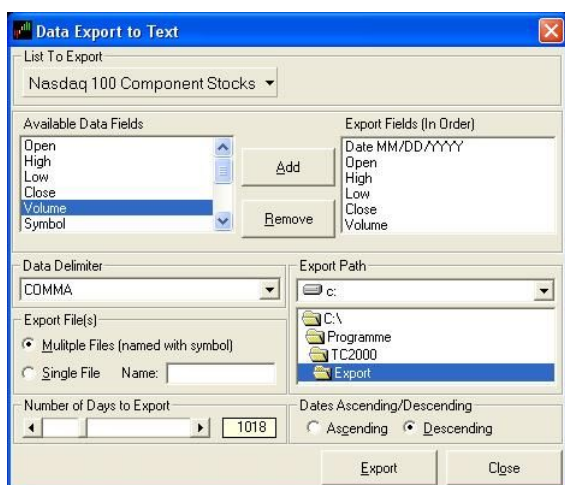 Data Export to Text
List To Export
Nasdaq 100 Component Stocks
Available Data Fields
Open
High
Low
Close
Volume
Symbol
Add
Remove
Export Fields (In Order)
Date MM/DD/YYYY
Open
High
Low
Close
Volume
Data Delimiter
COMMA
Export Path
c:
C:\
Programme
TC2000
Export
Export File(s)
Mulitple Files (named with symbol)
Single File Name:
Number of Days to Export
1018
Dates Ascending/Descending
Ascending Descending
Export Close